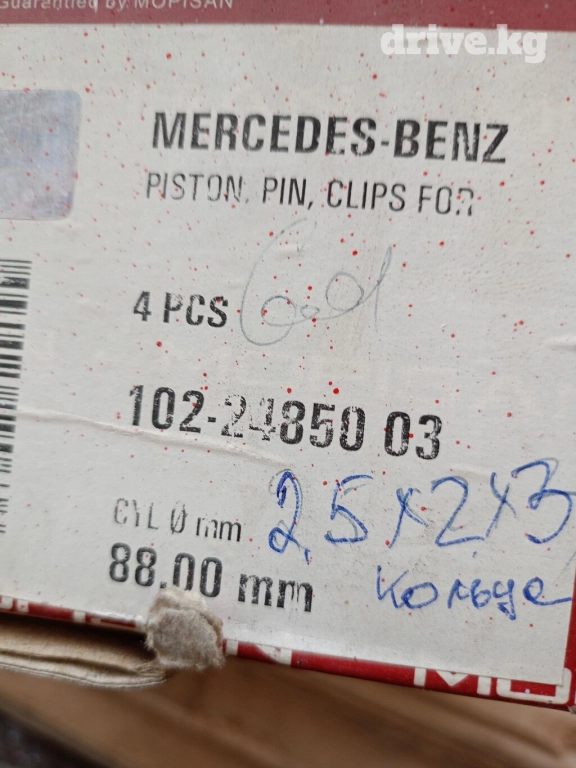 Guaranteed by MOPISAN
drive.kg
MERCEDES-BENZ
PISTON, PIN, CLIPS FOR
4 PCS
102-24850 03
CYL Ø mm
2,5x2x3
88.00 mm
кольца